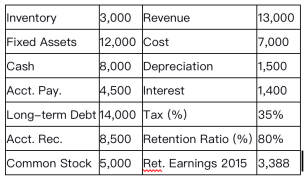 Inventory 3,000 Revenue 13,000
Fixed Assets 12,000 Cost 7,000
Cash 8,000 Depreciation 1,500
Acct. Pay. 4,500 Interest 1,400
Long-term Debt 14,000 Tax (%) 35%
Acct. Rec. 8,500 Retention Ratio (%) 80%
Common Stock 5,000 Ret. Earnings 2015 3,388